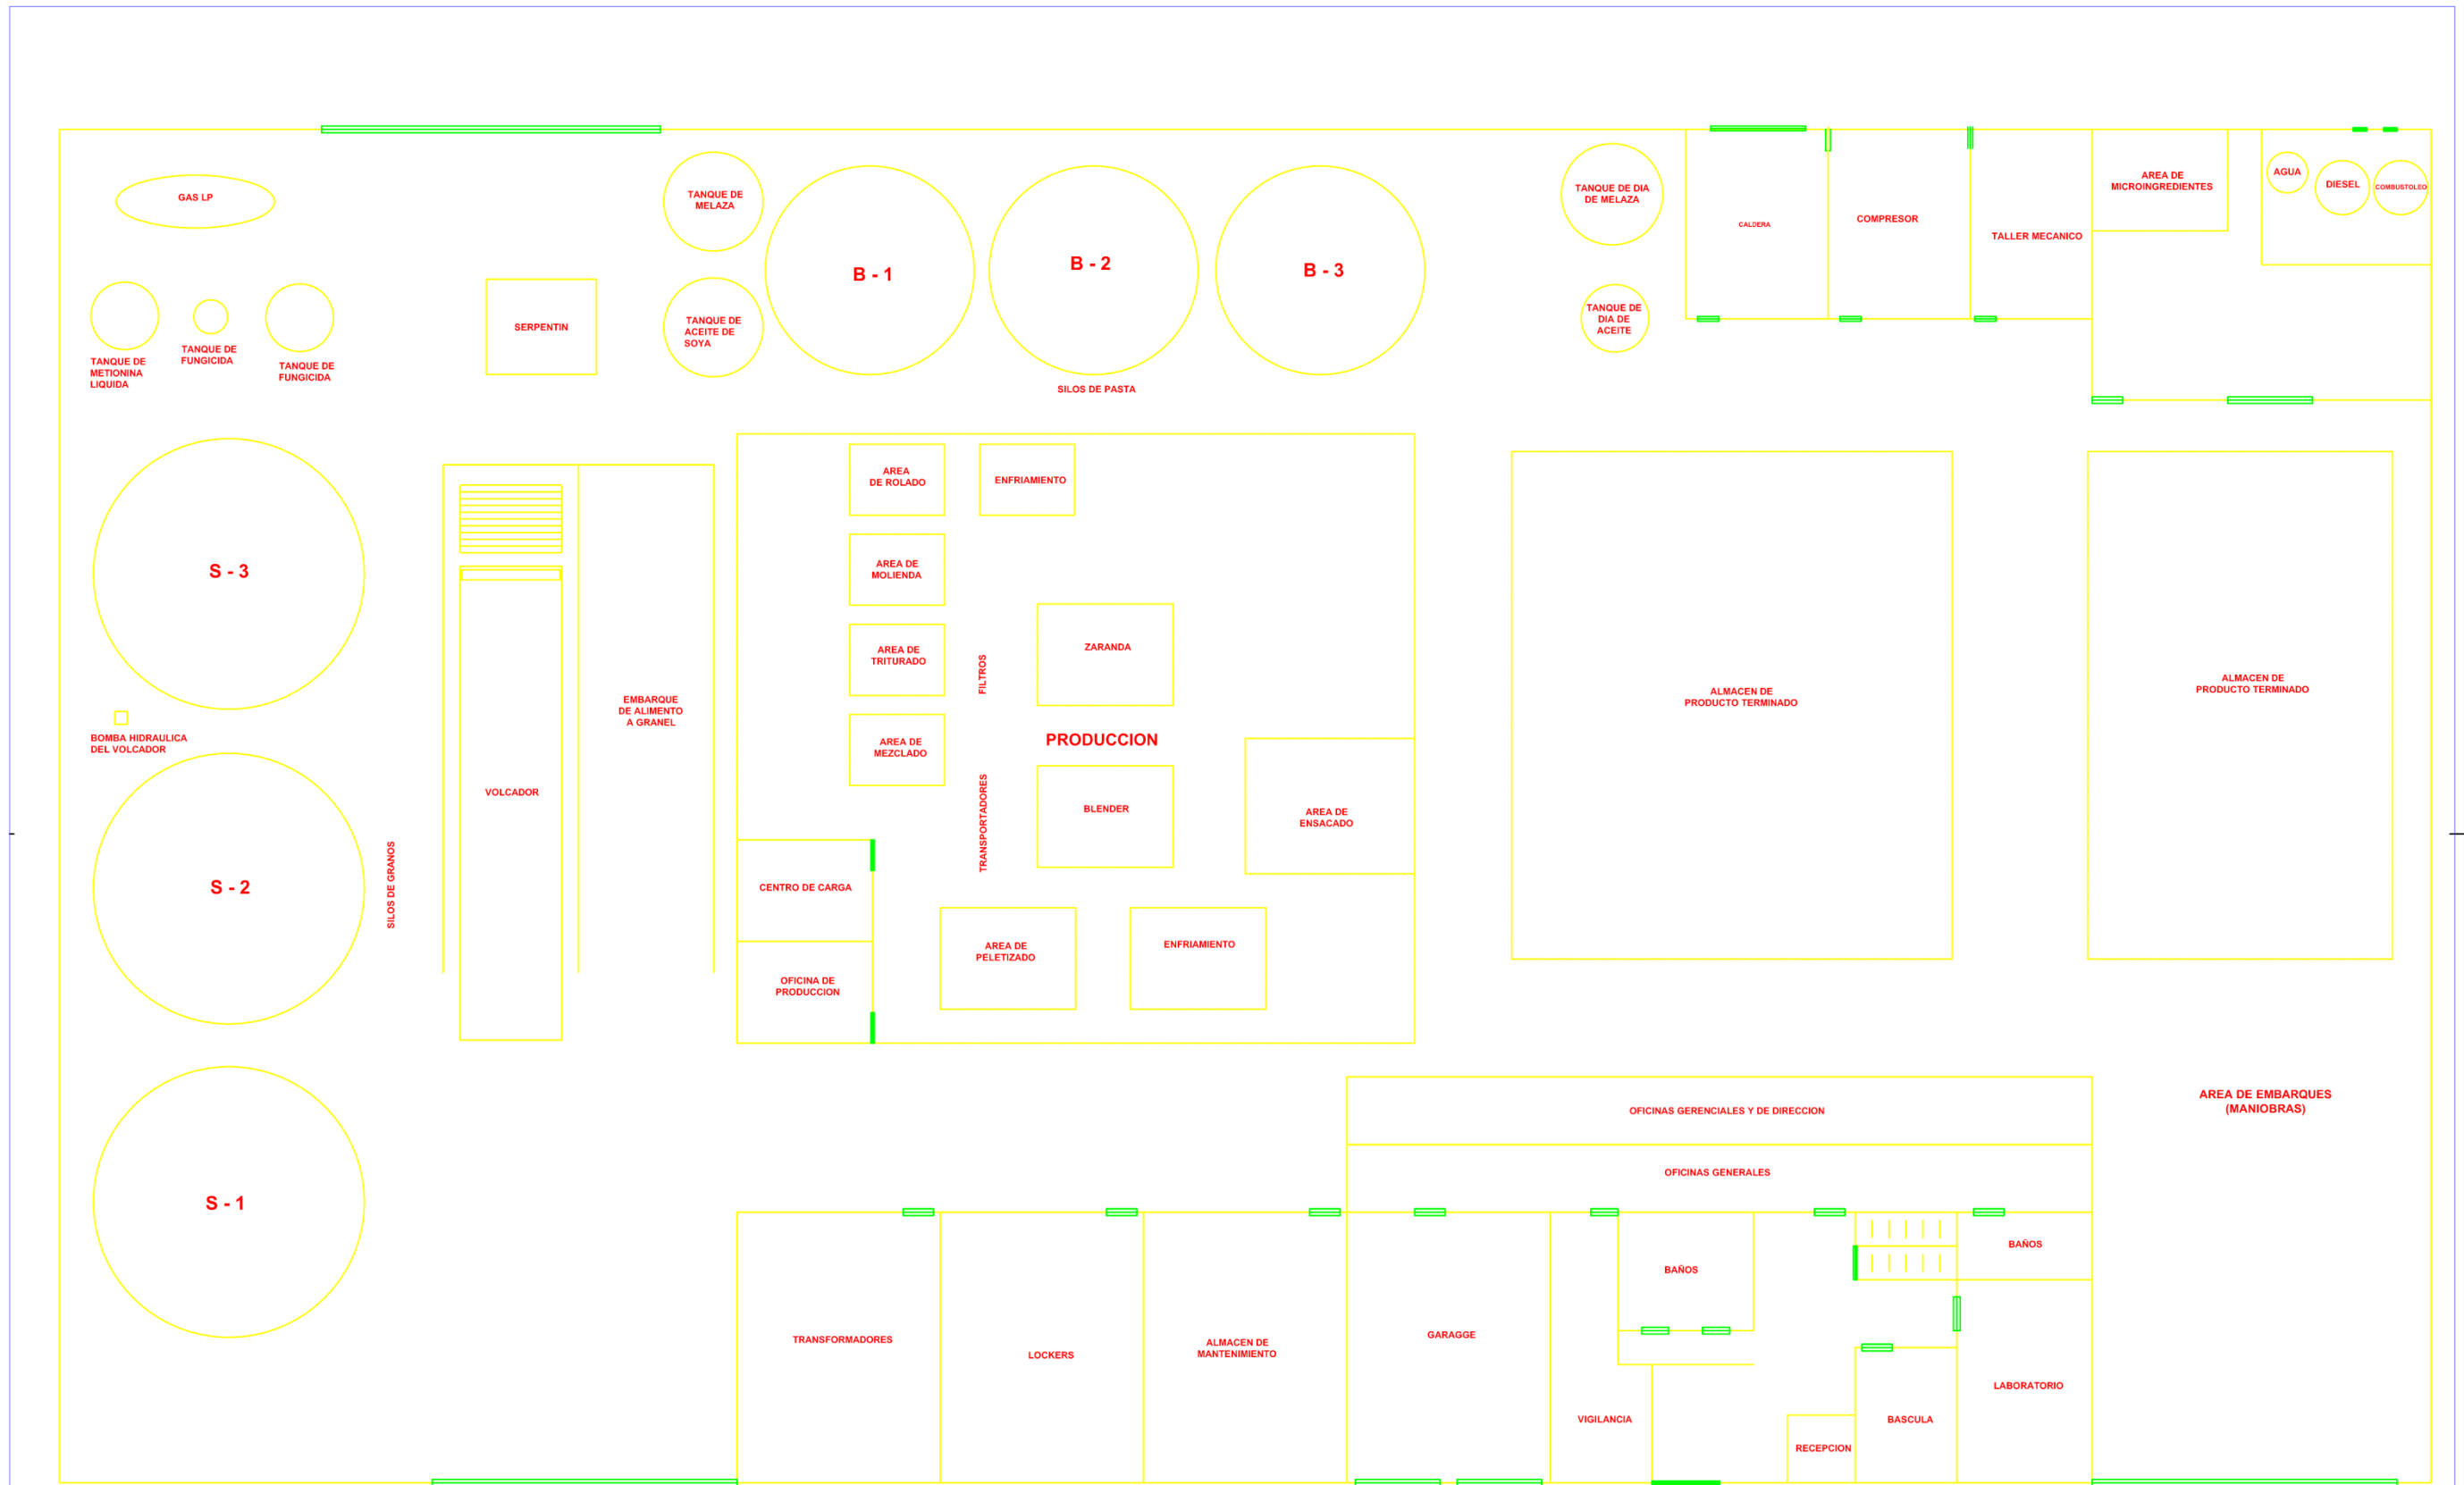 GAS LP
TANQUE DE
MELAZA
B - 1
B - 2
B - 3
TANQUE DE DIA
DE MELAZA
CALDERA
COMPRESOR
TALLER MECANICO
AREA DE
MICROINGREDIENTES
AGUA
DIESEL
COMBUSTOLEO
TANQUE DE
METIONINA
LIQUIDA
TANQUE DE
FUNGICIDA
TANQUE DE
FUNGICIDA
SERPENTIN
TANQUE DE
ACEITE DE
SOYA
SILOS DE PASTA
TANQUE DE
DIA DE
ACEITE
S - 3
BOMBA HIDRAULICA
DEL VOLCADOR
S - 2
SILOS DE GRANOS
S - 1
VOLCADOR
EMBARQUE
DE ALIMENTO
A GRANEL
AREA
DE ROLADO
ENFRIAMIENTO
AREA DE
MOLIENDA
AREA DE
TRITURADO
FILTROS
ZARANDA
AREA DE
MEZCLADO
PRODUCCION
TRANSPORTADORES
BLENDER
AREA DE
ENSACADO
CENTRO DE CARGA
OFICINA DE
PRODUCCION
AREA DE
PELETIZADO
ENFRIAMIENTO
ALMACEN DE
PRODUCTO TERMINADO
ALMACEN DE
PRODUCTO TERMINADO
OFICINAS GERENCIALES Y DE DIRECCION
OFICINAS GENERALES
AREA DE EMBARQUES
(MANIOBRAS)
TRANSFORMADORES
LOCKERS
ALMACEN DE
MANTENIMIENTO
GARAGGE
VIGILANCIA
BAÑOS
RECEPCION
BASCULA
BAÑOS
LABORATORIO